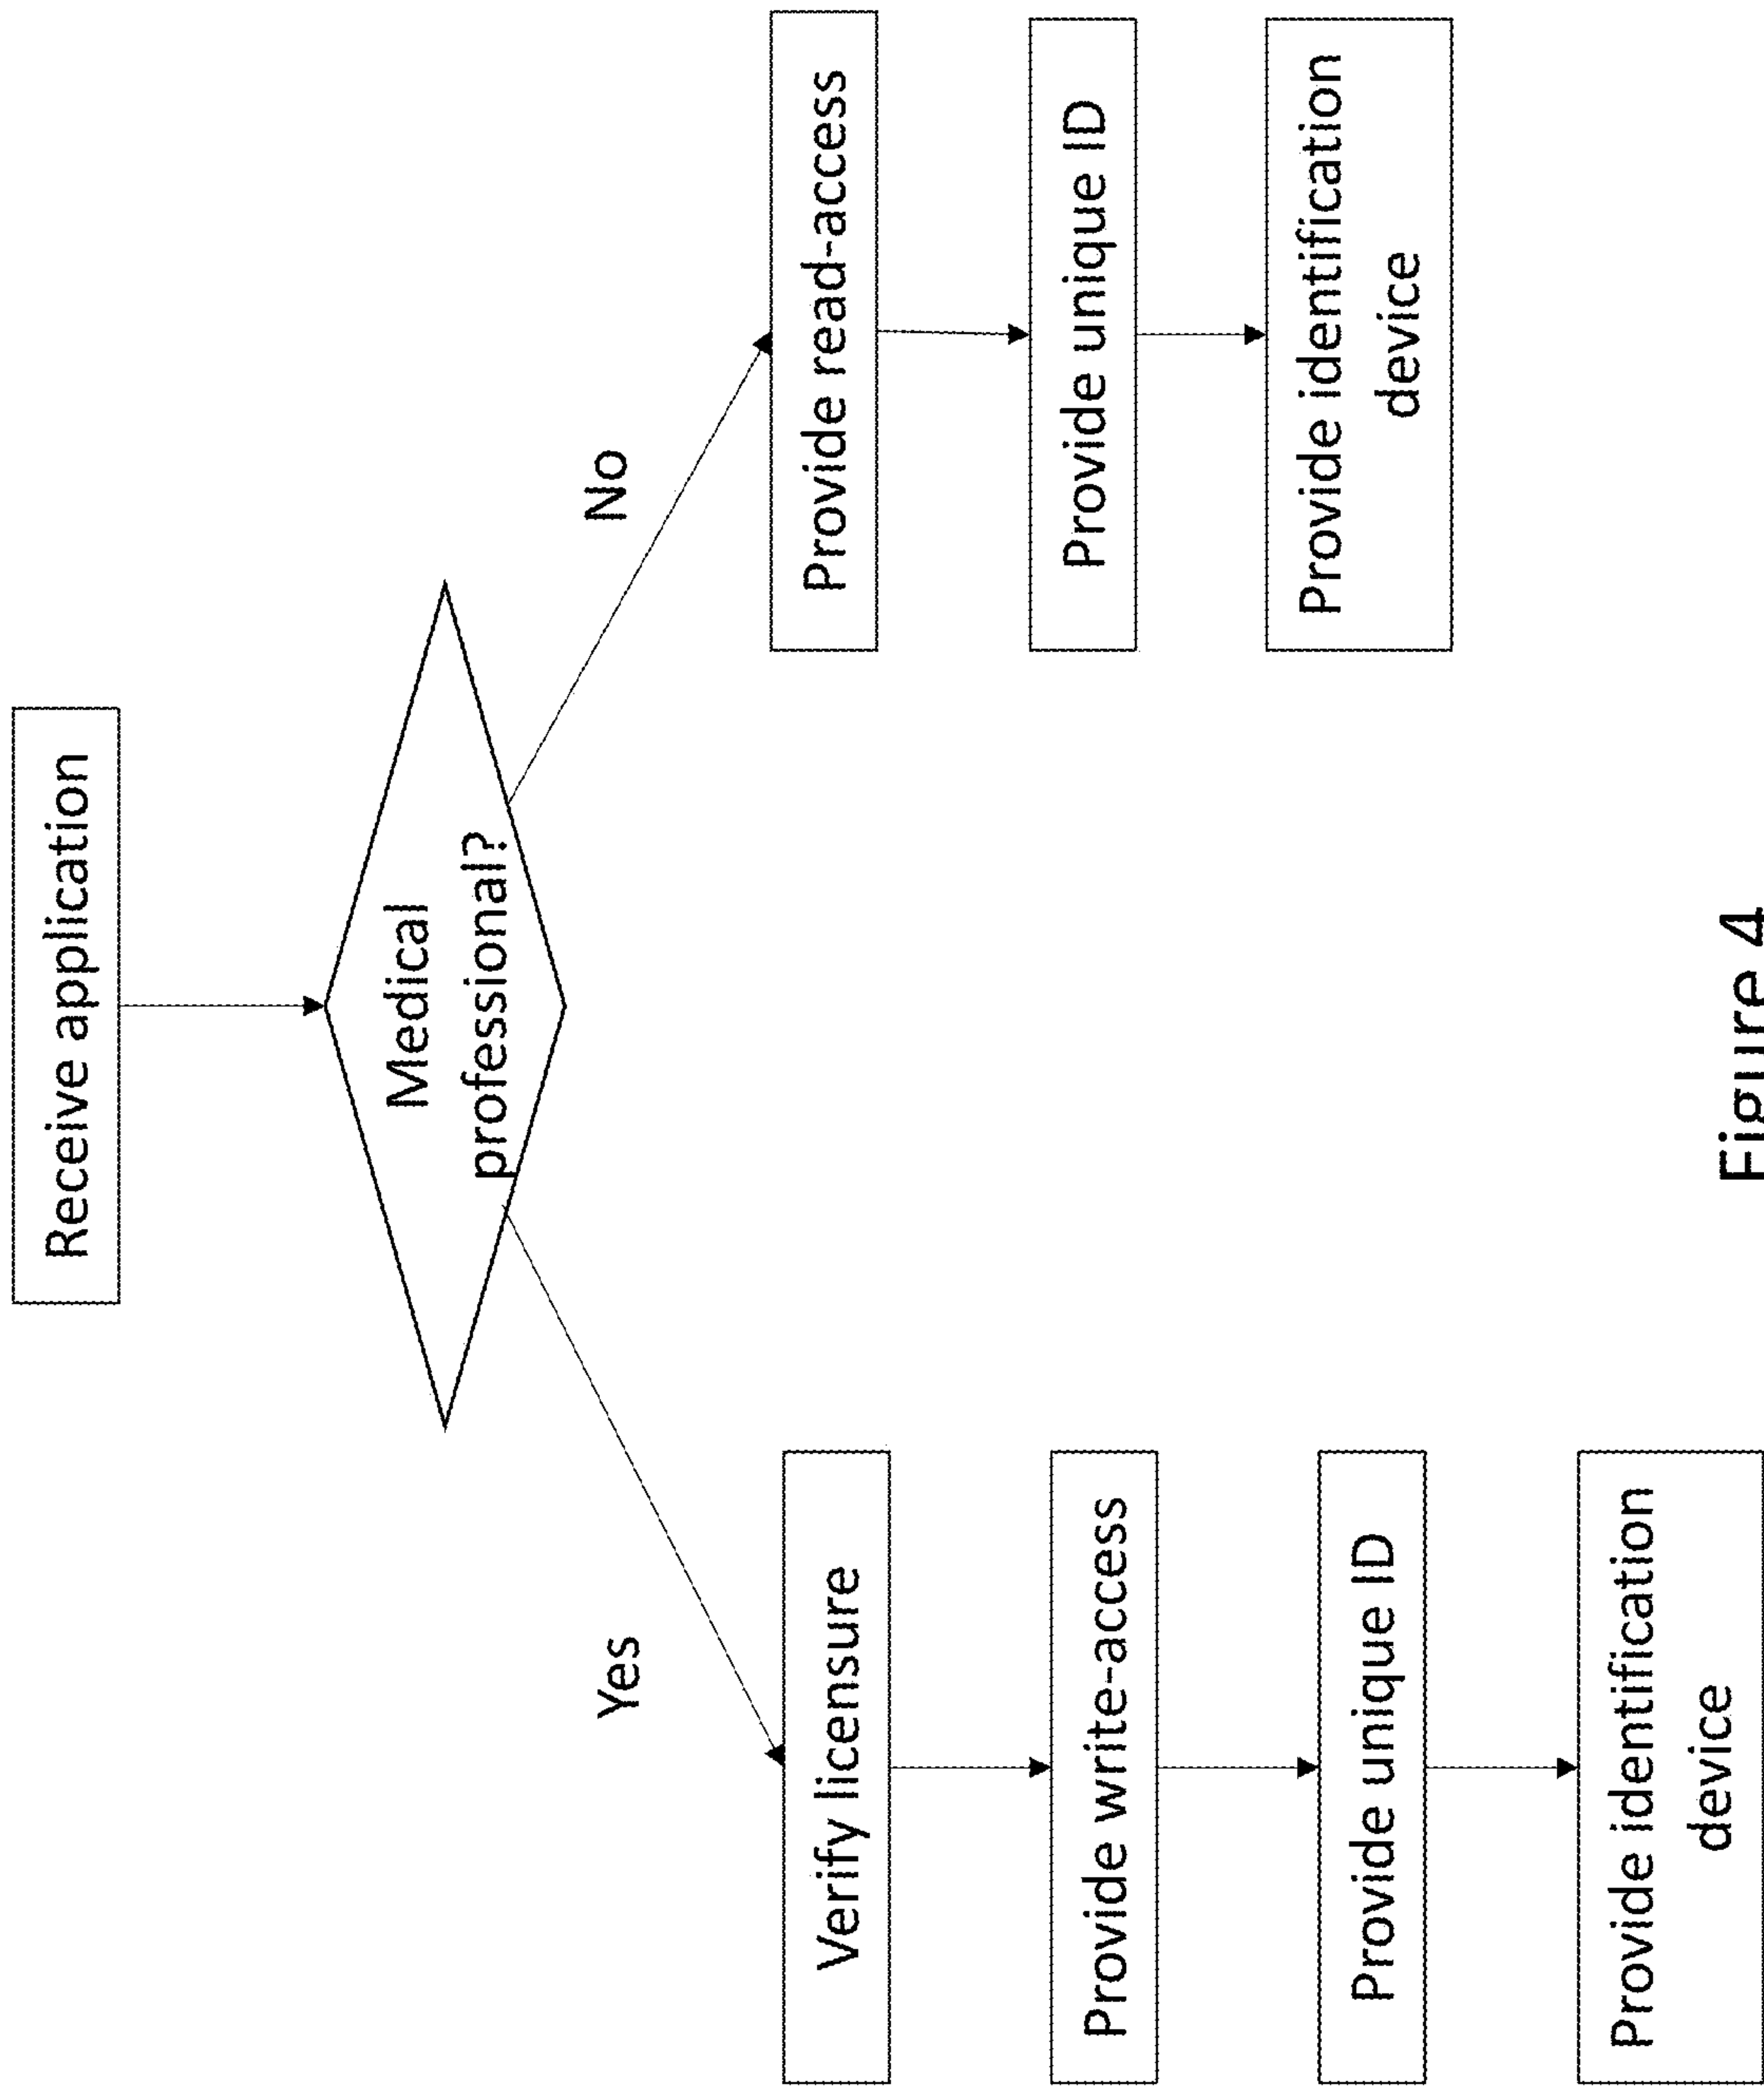 Receive application
Medical
professional?
Yes
No
Verify licensure
Provide write-access
Provide unique ID
Provide identification
device
Provide read-access
Provide unique ID
Provide identification
device
Figure 4